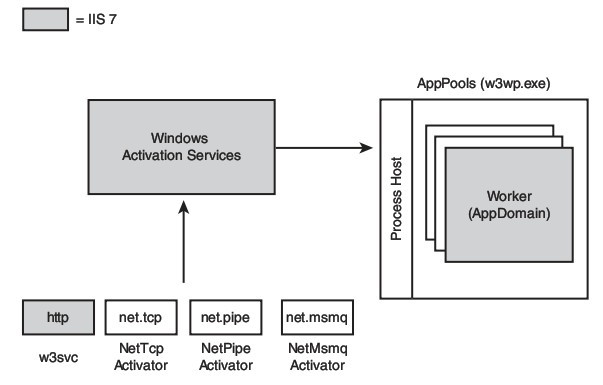 = IIS 7
AppPools (w3wp.exe)
Windows
Activation Services
Process Host
Worker
(AppDomain)
http
net.tcp
net.pipe
net.msmq
w3svc
NetTcp
Activator
NetPipe
Activator
NetMsmq
Activator